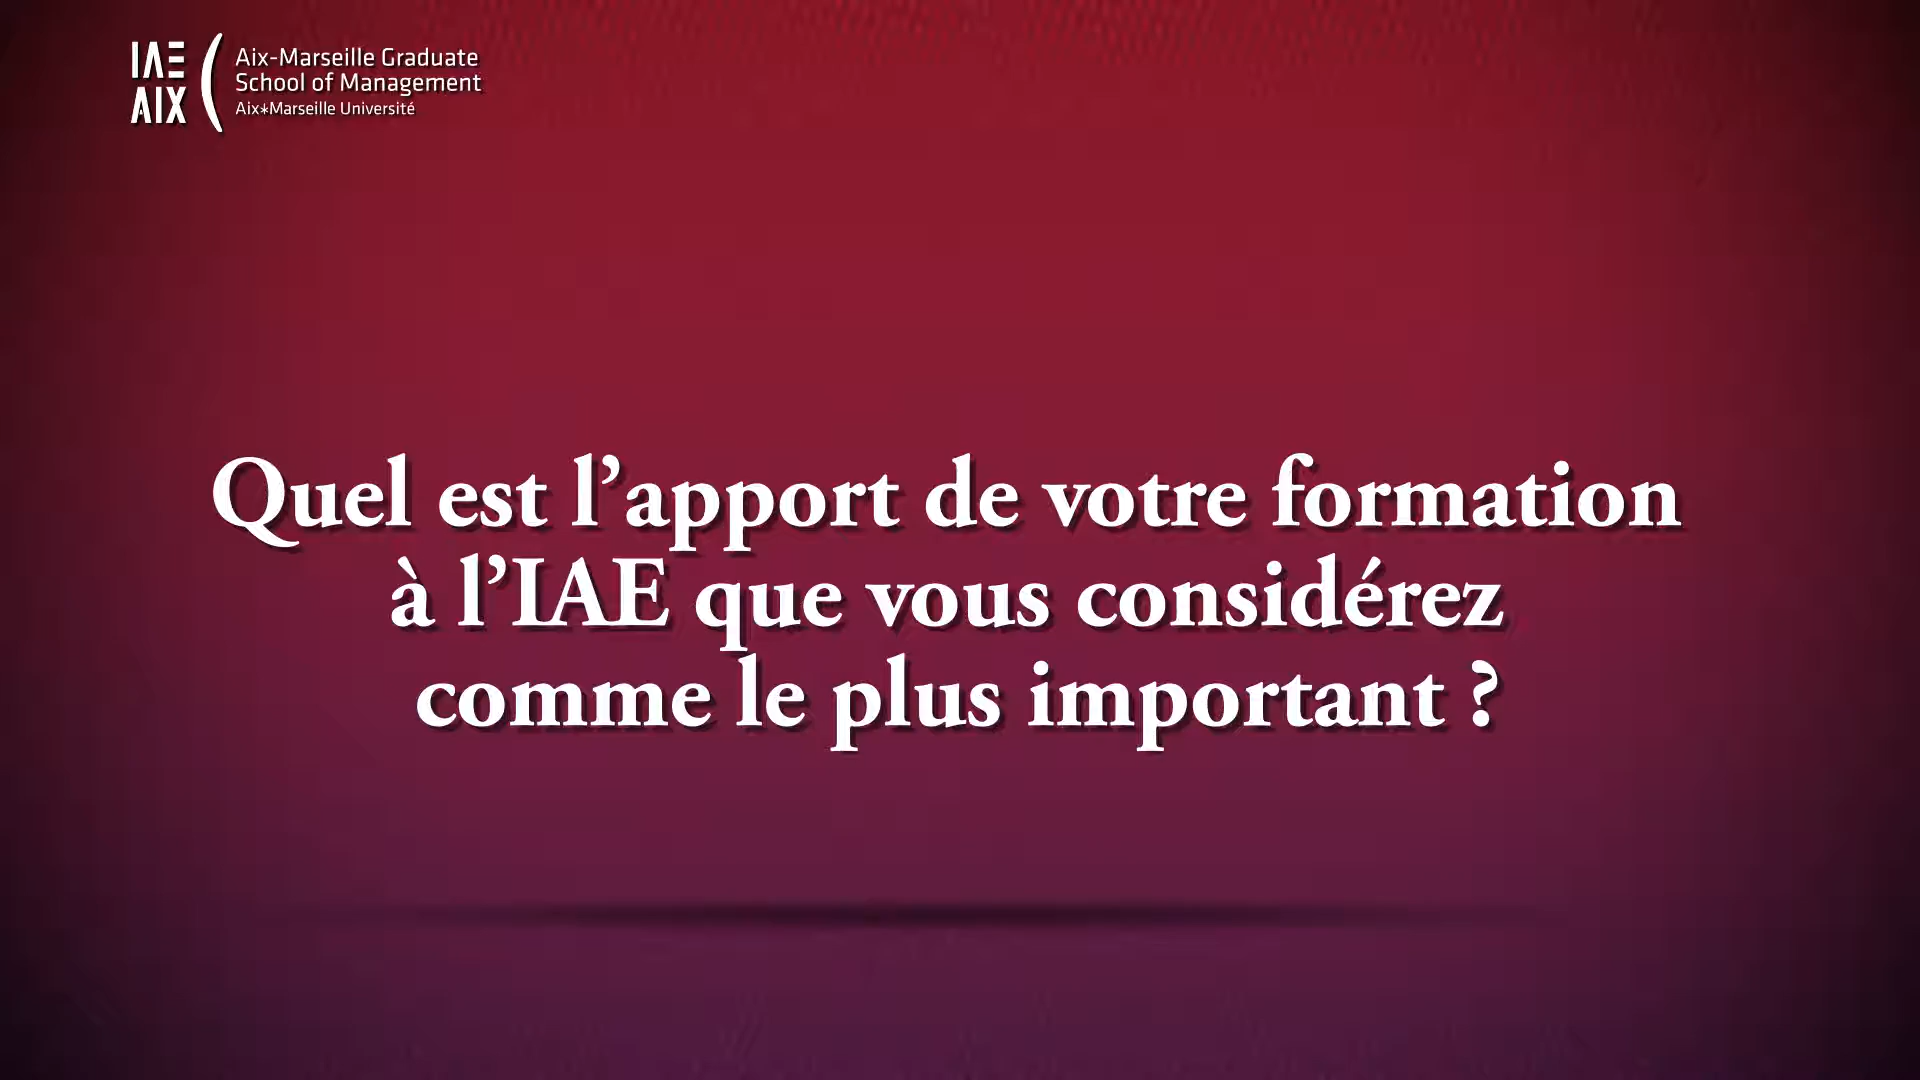 IAE
AIX
Aix-Marseille Graduate
School of Management
Aix*Marseille Université
Quel est l’apport de votre formation
à l’IAE que vous considérez
comme le plus important ?